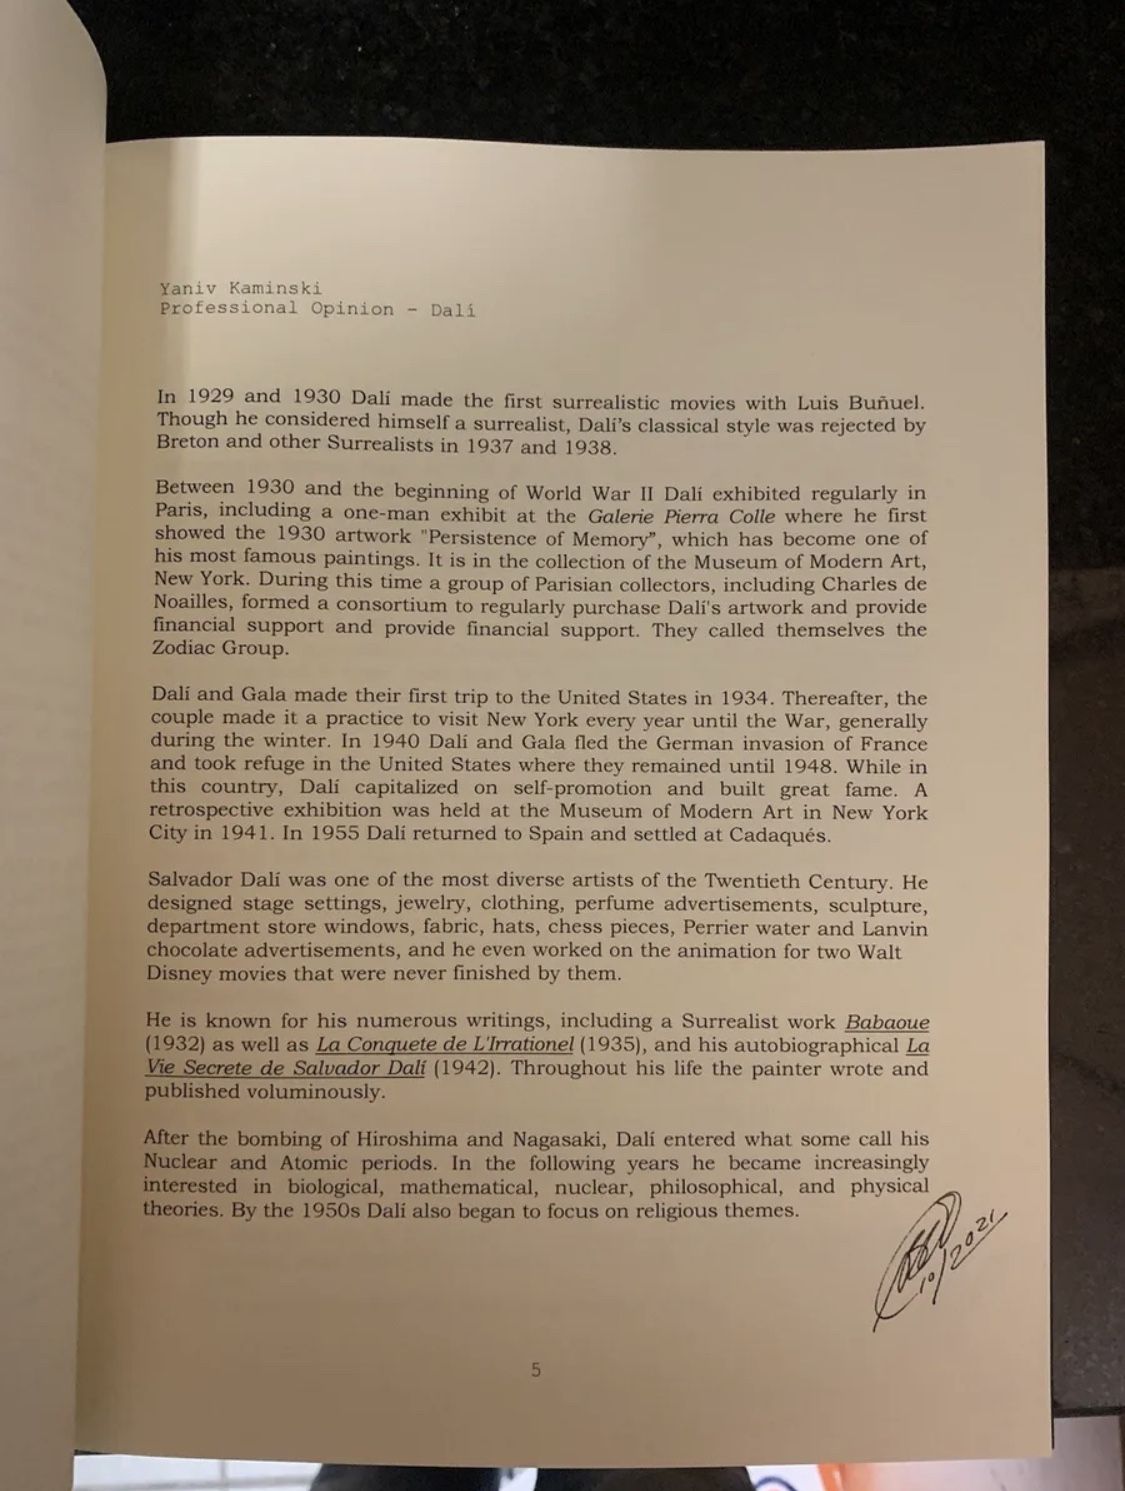 Yaniv Kaminski
Professional Opinion - Dalí
In 1929 and 1930 Dalí made the first surrealistic movies with Luis Buñuel.
Though he considered himself a surrealist, Dalí's classical style was rejected by
Breton and other Surrealists in 1937 and 1938.
Between 1930 and the beginning of World War II Dalí exhibited regularly in
Paris, including a one-man exhibit at the Galerie Pierra Colle where he first
showed the 1930 artwork "Persistence of Memory”, which has become one of
his most famous paintings. It is in the collection of the Museum of Modern Art,
New York. During this time a group of Parisian collectors, including Charles de
Noailles, formed a consortium to regularly purchase Dalí's artwork and provide
financial support and provide financial support. They called themselves the
Zodiac Group.
Dalí and Gala made their first trip to the United States in 1934. Thereafter, the
couple made it a practice to visit New York every year until the War, generally
during the winter. In 1940 Dalí and Gala fled the German invasion of France
and took refuge in the United States where they remained until 1948. While in
this country, Dalí capitalized on self-promotion and built great fame. A
retrospective exhibition was held at the Museum of Modern Art in New York
City in 1941. In 1955 Dalí returned to Spain and settled at Cadaqués.
Salvador Dalí was one of the most diverse artists of the Twentieth Century. He
designed stage settings, jewelry, clothing, perfume advertisements, sculpture,
department store windows, fabric, hats, chess pieces, Perrier water and Lanvin
chocolate advertisements, and he even worked on the animation for two Walt
Disney movies that were never finished by them.
He is known for his numerous writings, including a Surrealist work Babaoue
(1932) as well as La Conquete de L'Irrationel (1935), and his autobiographical La
Vie Secrete de Salvador Dalí (1942). Throughout his life the painter wrote and
published voluminously.
After the bombing of Hiroshima and Nagasaki, Dalí entered what some call his
Nuclear and Atomic periods. In the following years he became increasingly
interested in biological, mathematical, nuclear, philosophical, and physical
theories. By the 1950s Dalí also began to focus on religious themes.
10/2021
5